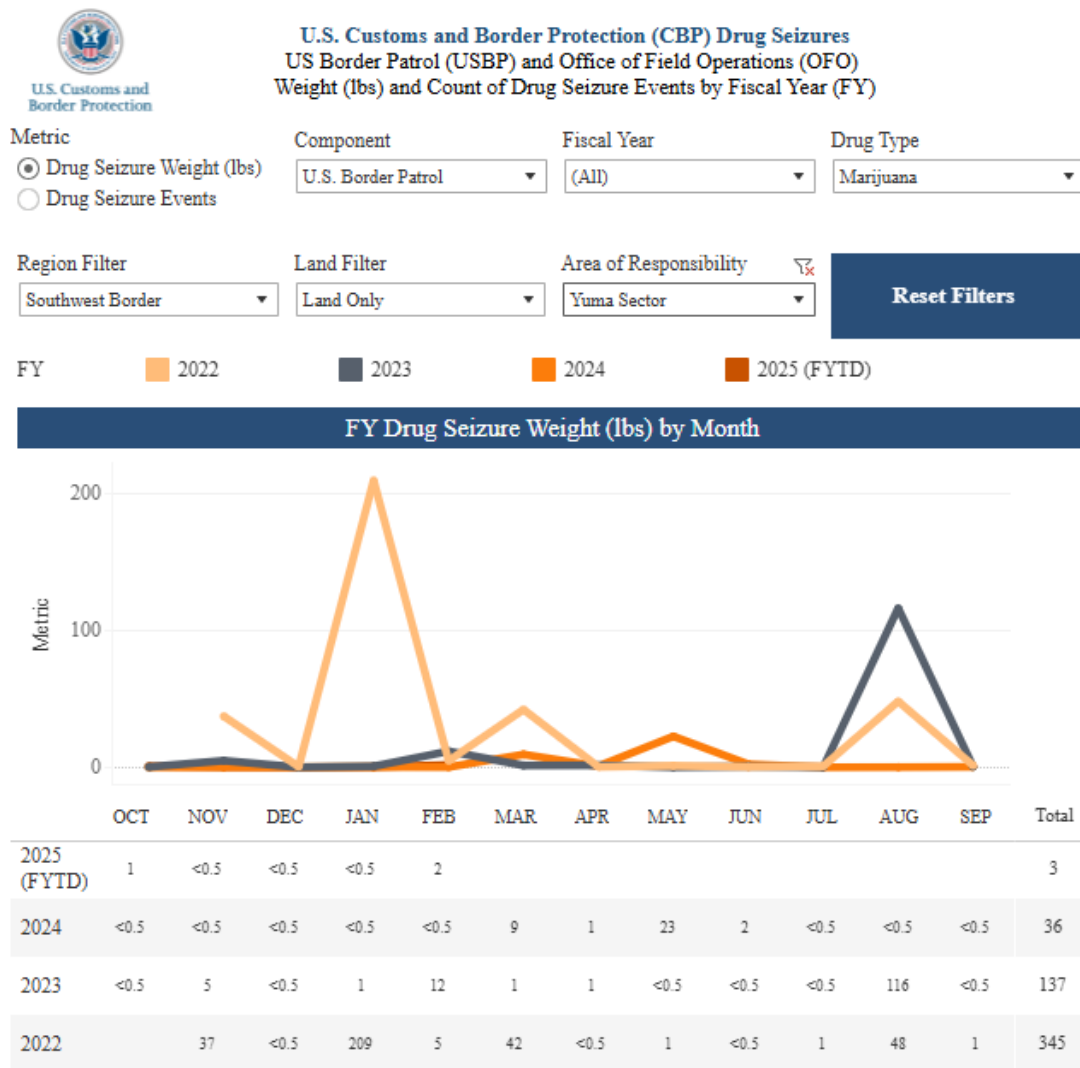 U.S. Customs and Border Protection (CBP) Drug Seizures
US Border Patrol (USBP) and Office of Field Operations (OFO)
Weight (lbs) and Count of Drug Seizure Events by Fiscal Year (FY)
U.S. Customs and
Border Protection
Metric
Drug Seizure Weight (lbs)
Drug Seizure Events
Component
U.S. Border Patrol
Fiscal Year
(All)
Drug Type
Marijuana
Region Filter
Southwest Border
Land Filter
Land Only
Area of Responsibility
Yuma Sector
Reset Filters
FY 2022 2023 2024 2025 (FYTD)
FY Drug Seizure Weight (lbs) by Month
200
100
0
Metric
OCT NOV DEC JAN FEB MAR APR MAY JUN JUL AUG SEP Total
2025 (FYTD) 1 <0.5 <0.5 <0.5 2 3
2024 <0.5 <0.5 <0.5 <0.5 <0.5 9 1 23 2 <0.5 <0.5 <0.5 36
2023 <0.5 5 <0.5 1 12 1 1 <0.5 <0.5 <0.5 116 <0.5 137
2022 37 <0.5 209 5 42 <0.5 1 <0.5 1 48 1 345